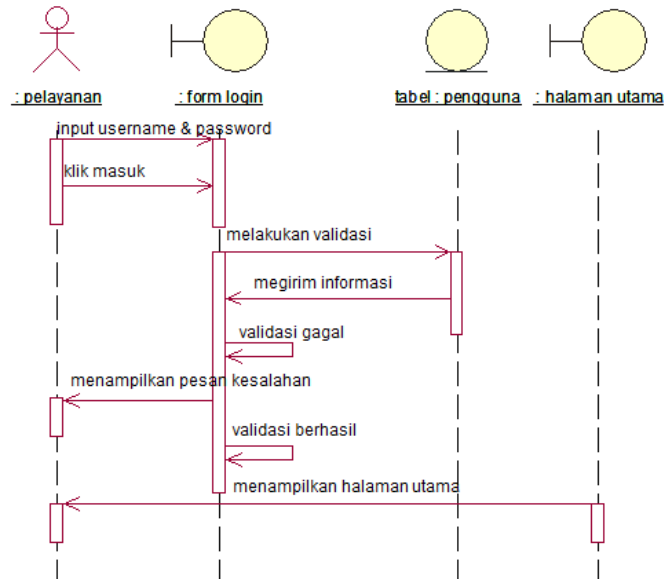 : pelayanan
: form login
tabel : pengguna
: halaman utama
input username & password
klik masuk
melakukan validasi
megirim informasi
validasi gagal
menampilkan pesan kesalahan
validasi berhasil
menampilkan halaman utama